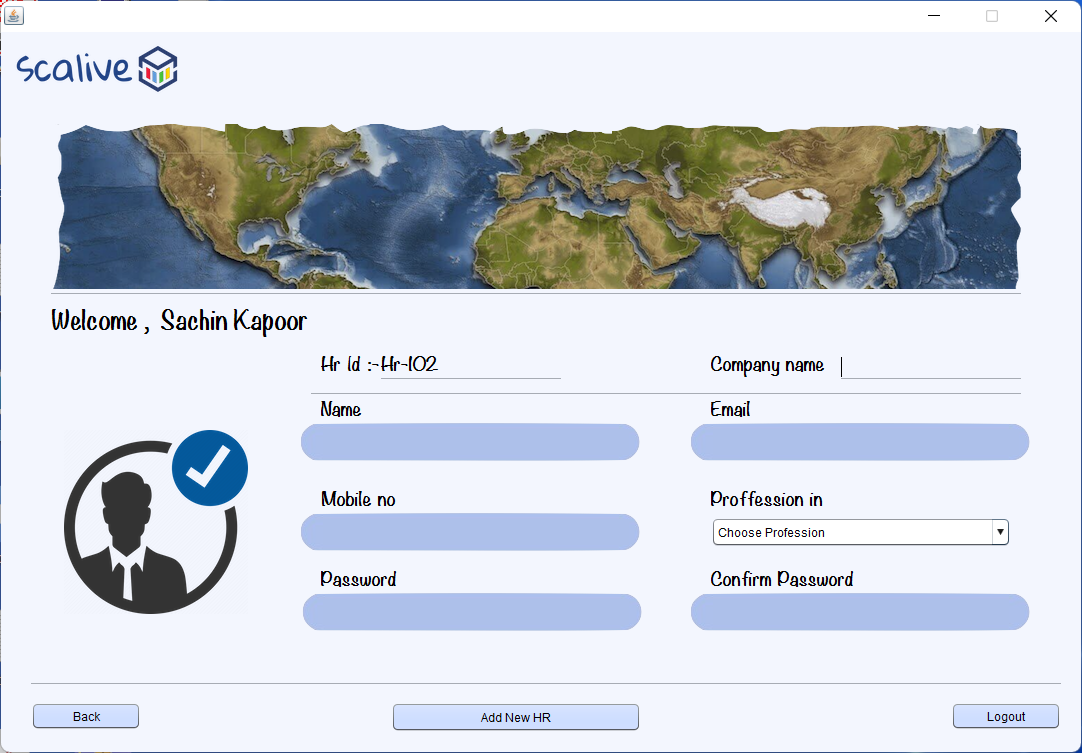 scalive
Welcome , Sachin Kapoor
Hr Id :-Hr-102 Company name
Name Email
Mobile no Proffession in
Choose Profession
Password Confirm Password
Back Add New HR Logout